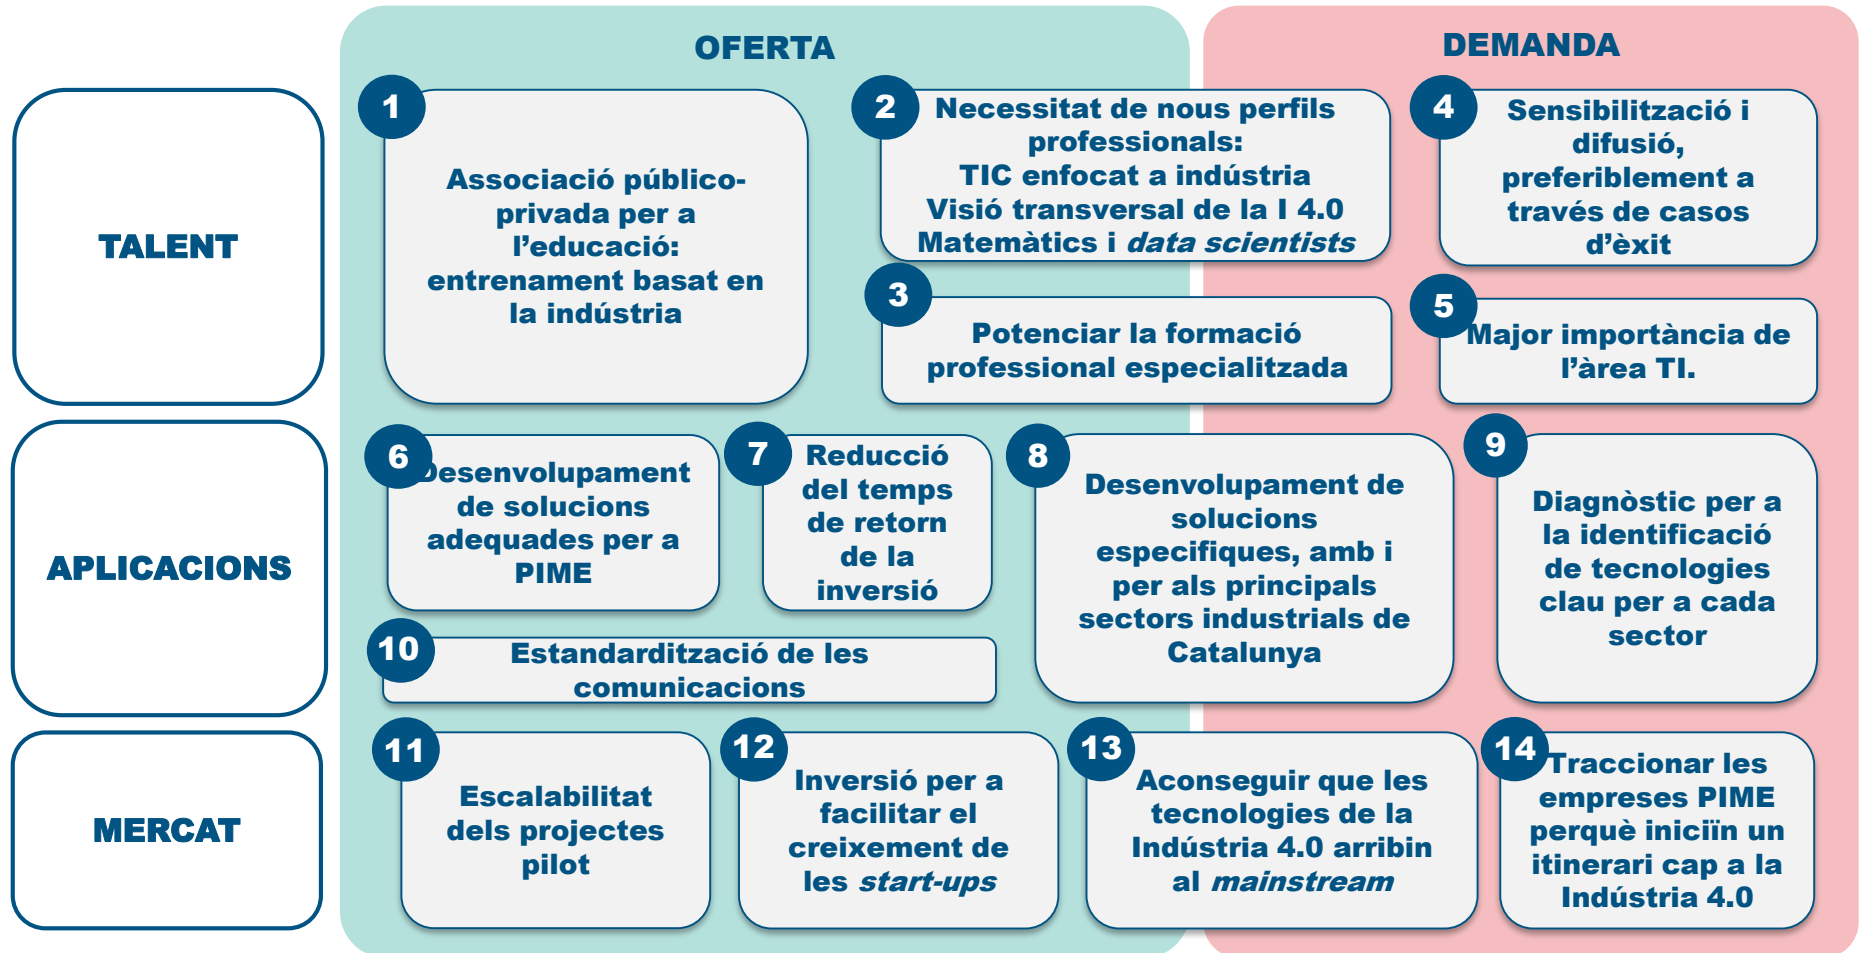 OFERTA
DEMANDA
TALENT
1
Associació público-
privada per a
l’educació:
entrenament basat en
la indústria
2
Necessitat de nous perfils
professionals:
TIC enfocat a indústria
Visió transversal de la I 4.0
Matemàtics i data scientists
3
Potenciar la formació
professional especialitzada
4
Sensibilització i
difusió,
preferiblement a
través de casos
d’èxit
5
Major importància de
l’àrea TI.
APLICACIONS
6
Desenvolupament
de solucions
adequades per a
PIME
7
Reducció
del temps
de retorn
de la
inversió
8
Desenvolupament de
solucions
especifiques, amb i
per als principals
sectors industrials de
Catalunya
9
Diagnòstic per a
la identificació
de tecnologies
clau per a cada
sector
10
Estandardització de les
comunicacions
MERCAT
11
Escalabilitat
dels projectes
pilot
12
Inversió per a
facilitar el
creixement de
les start-ups
13
Aconseguir que les
tecnologies de la
Indústria 4.0 arribin
al mainstream
14
Traccionar les
empreses PIME
perquè iniciïn un
itinerari cap a la
Indústria 4.0